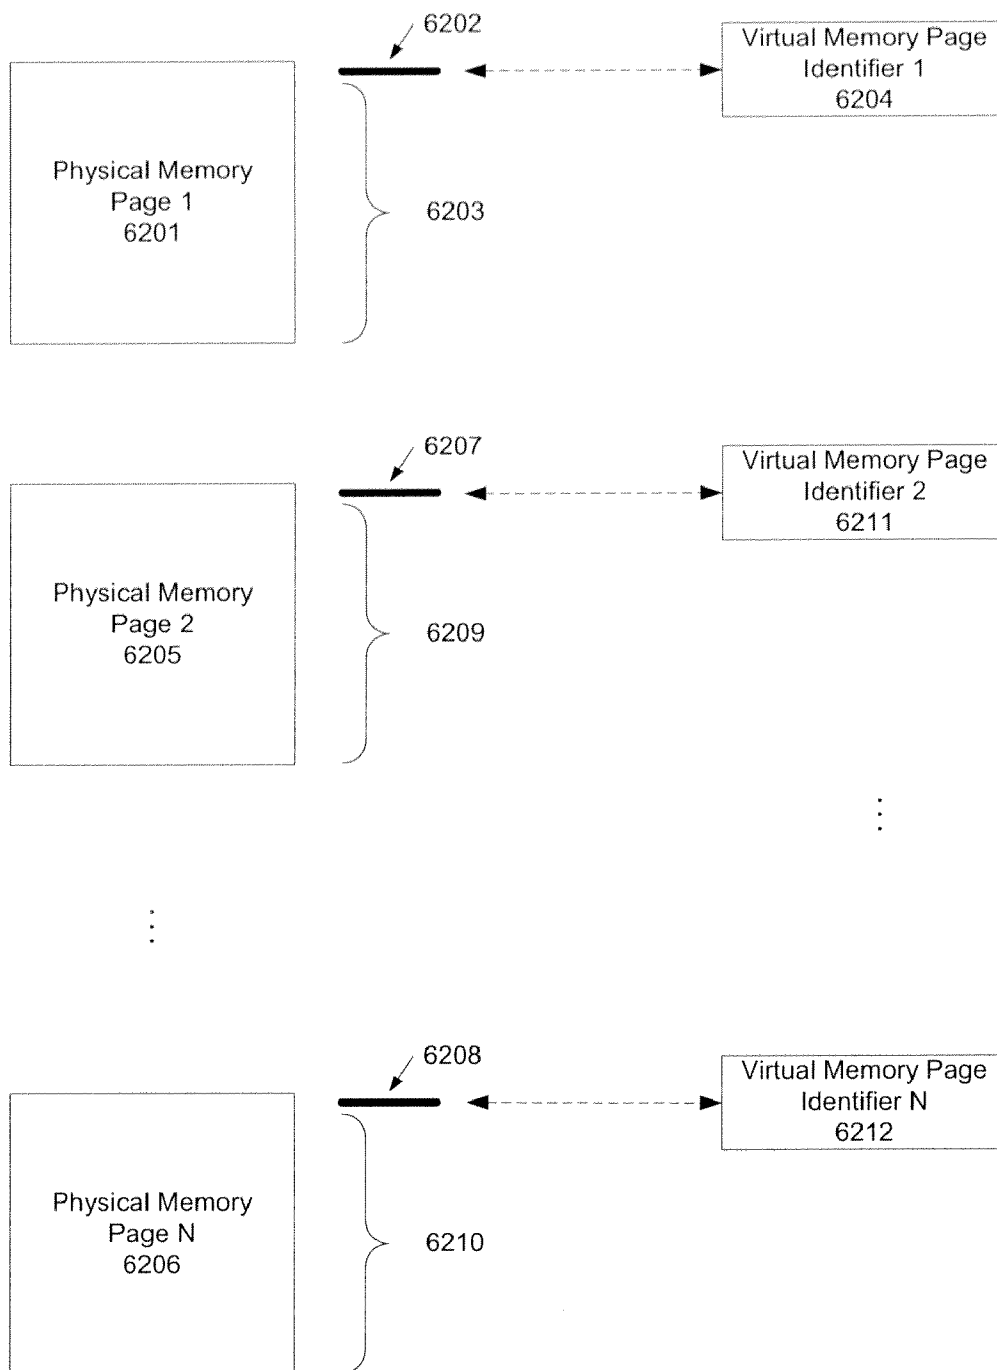 6202
Virtual Memory Page
Identifier 1
6204
Physical Memory
Page 1
6201
6203
6207
Virtual Memory Page
Identifier 2
6211
Physical Memory
Page 2
6205
6209
6208
Virtual Memory Page
Identifier N
6212
Physical Memory
Page N
6206
6210